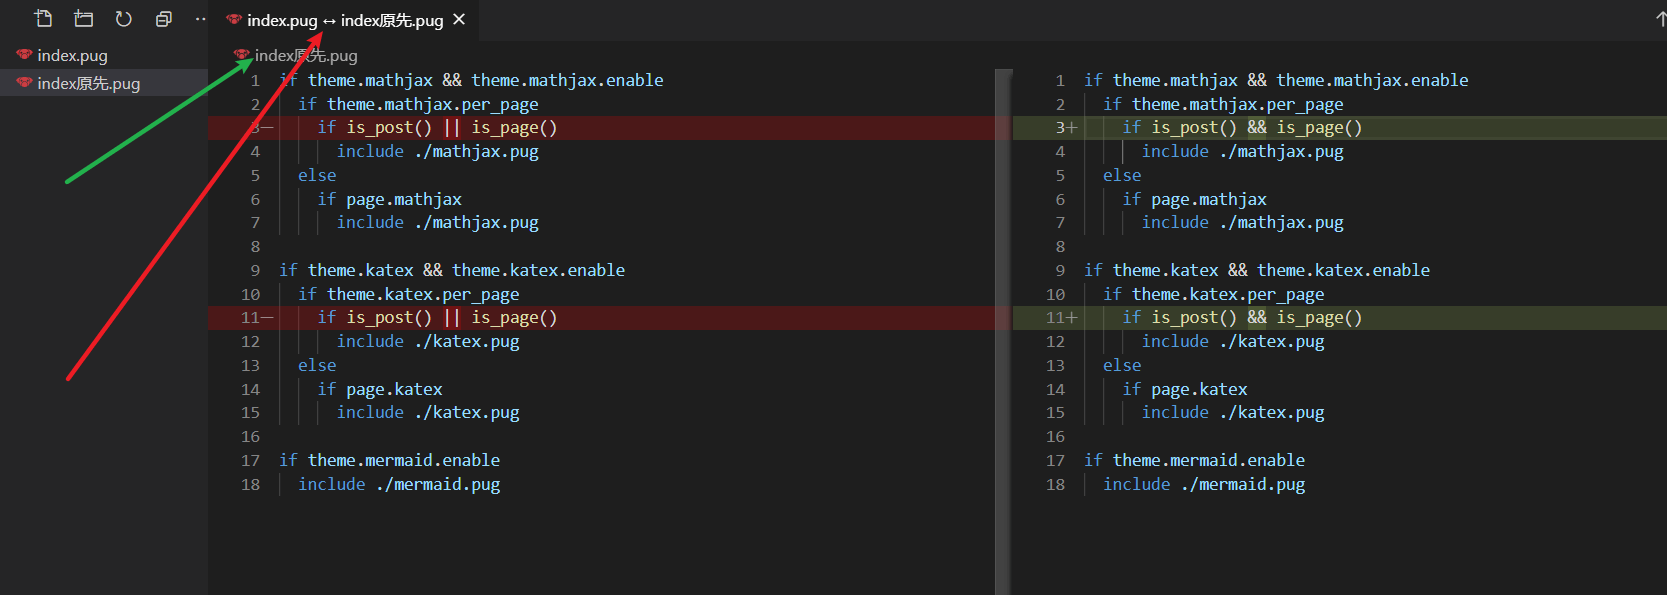 index.pug ↔ index原先.pug ×
index.pug
index原先.pug
index原先.pug
1 if theme.mathjax && theme.mathjax.enable
2 if theme.mathjax.per_page
3— if is_post() || is_page()
4 include ./mathjax.pug
5 else
6 if page.mathjax
7 include ./mathjax.pug
8
9 if theme.katex && theme.katex.enable
10 if theme.katex.per_page
11— if is_post() || is_page()
12 include ./katex.pug
13 else
14 if page.katex
15 include ./katex.pug
16
17 if theme.mermaid.enable
18 include ./mermaid.pug
1 if theme.mathjax && theme.mathjax.enable
2 if theme.mathjax.per_page
3+ if is_post() && is_page()
4 include ./mathjax.pug
5 else
6 if page.mathjax
7 include ./mathjax.pug
8
9 if theme.katex && theme.katex.enable
10 if theme.katex.per_page
11+ if is_post() && is_page()
12 include ./katex.pug
13 else
14 if page.katex
15 include ./katex.pug
16
17 if theme.mermaid.enable
18 include ./mermaid.pug